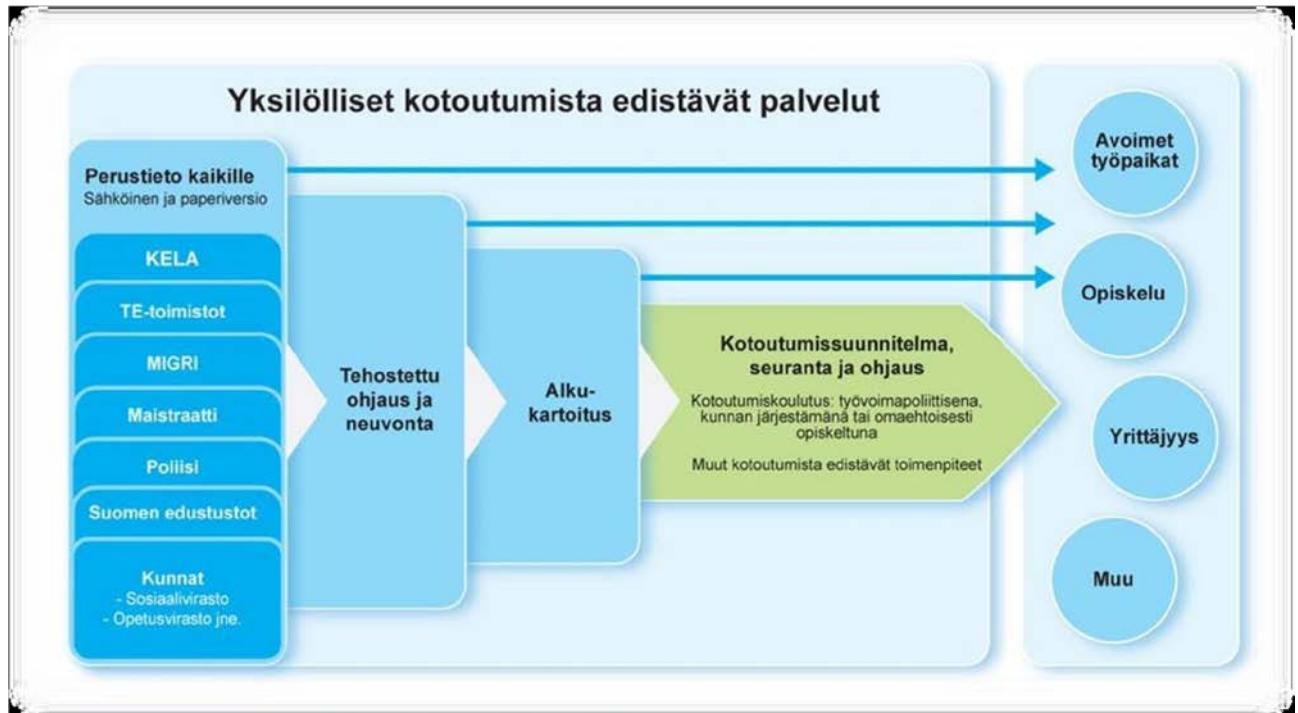 Yksilölliset kotoutumista edistävät palvelut
Perustieto kaikille
Sähköinen ja paperiversio
KELA
TE-toimistot
MIGRI
Maistraatti
Poliisi
Suomen edustustot
Kunnat
- Sosiaalivirasto
- Opetusvirasto jne.
Tehostettu
ohjaus ja
neuvonta
Alku-
kartoitus
Kotoutumissuunnitelma,
seuranta ja ohjaus
Kotoutumiskoulutus: työvoimapoliittisena,
kunnan järjestämänä tai omaehtoisesti
opiskeltuna
Muut kotoutumista edistävät toimenpiteet
Avoimet
työpaikat
Opiskelu
Yrittäjyys
Muu